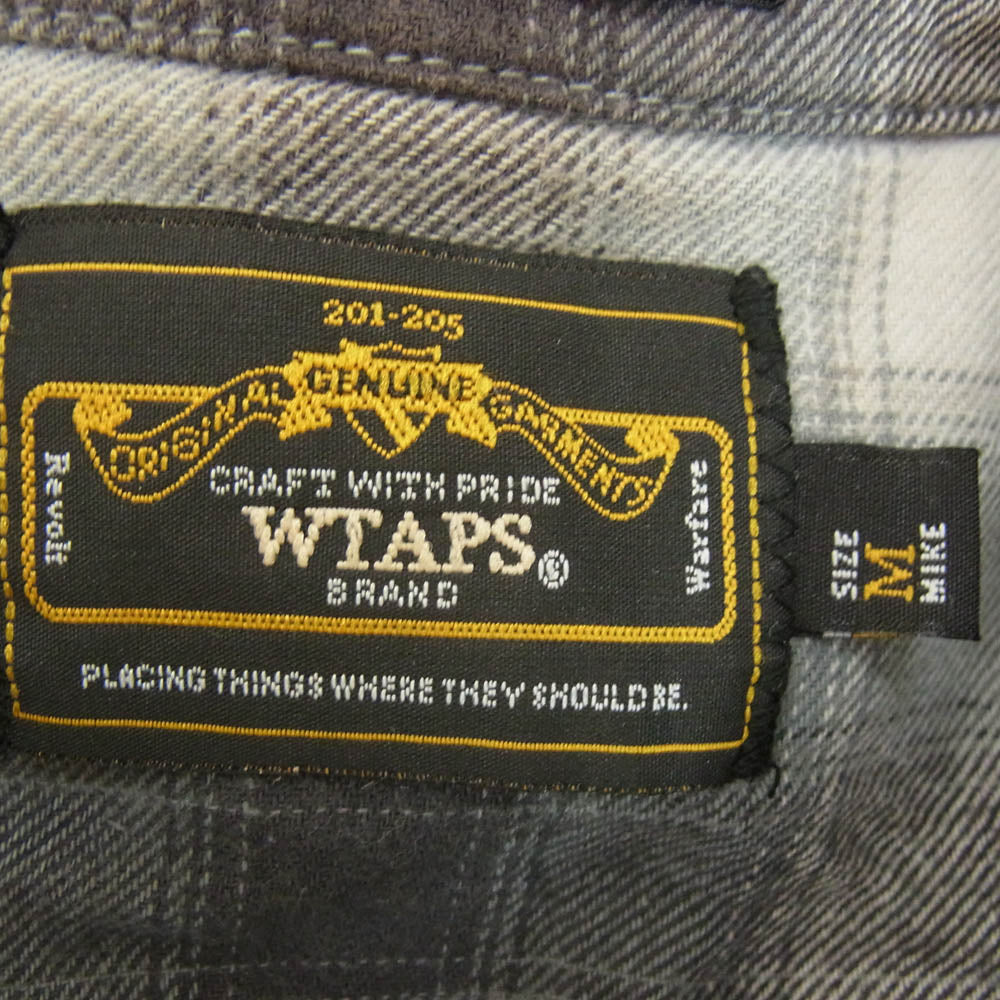 201-205
ORIGINAL GENUINE GARMENTS
Revolt
CRAFT WITH PRIDE
WTAPS®
BRAND
Warfare
PLACING THINGS WHERE THEY SHOULD BE.
SIZE
M
MIKE